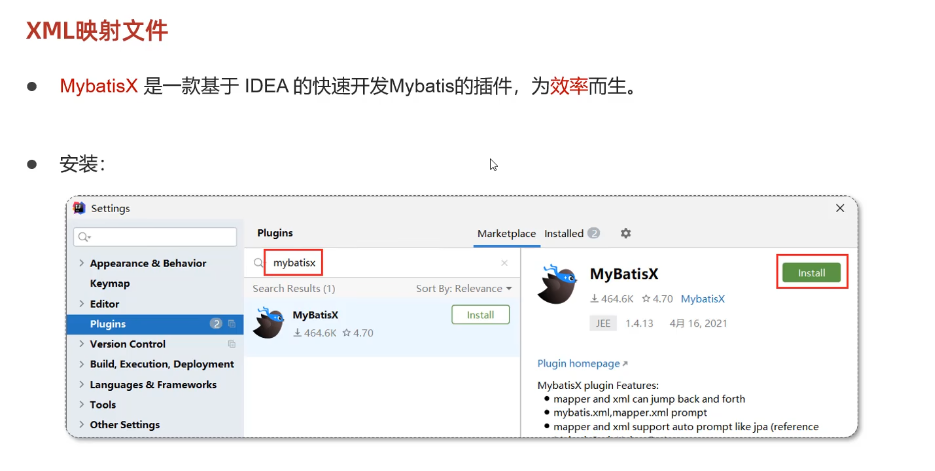 XML映射文件
MybatisX 是一款基于 IDEA 的快速开发Mybatis的插件，为效率而生。
安装：
Settings
Plugins
Marketplace Installed 2
Appearance & Behavior
Keymap
Editor
Plugins 2
Version Control
Build, Execution, Deployment
Languages & Frameworks
Tools
Other Settings
mybatisx
Search Results (1) Sort By: Relevance
MyBatisX Install
464.6K 4.70
MyBatisX Install
464.6K 4.70 MybatisX
JEE 1.4.13 4月 16, 2021
Plugin homepage
MybatisX plugin Features:
mapper and xml can jump back and forth
mybatis.xml,mapper.xml prompt
mapper and xml support auto prompt like jpa (reference